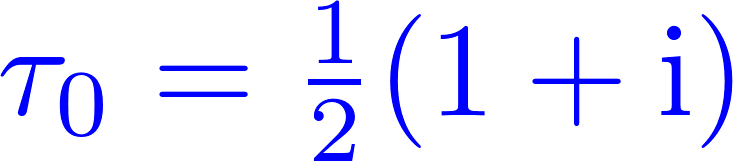 τ₀ = ½(1 + i)